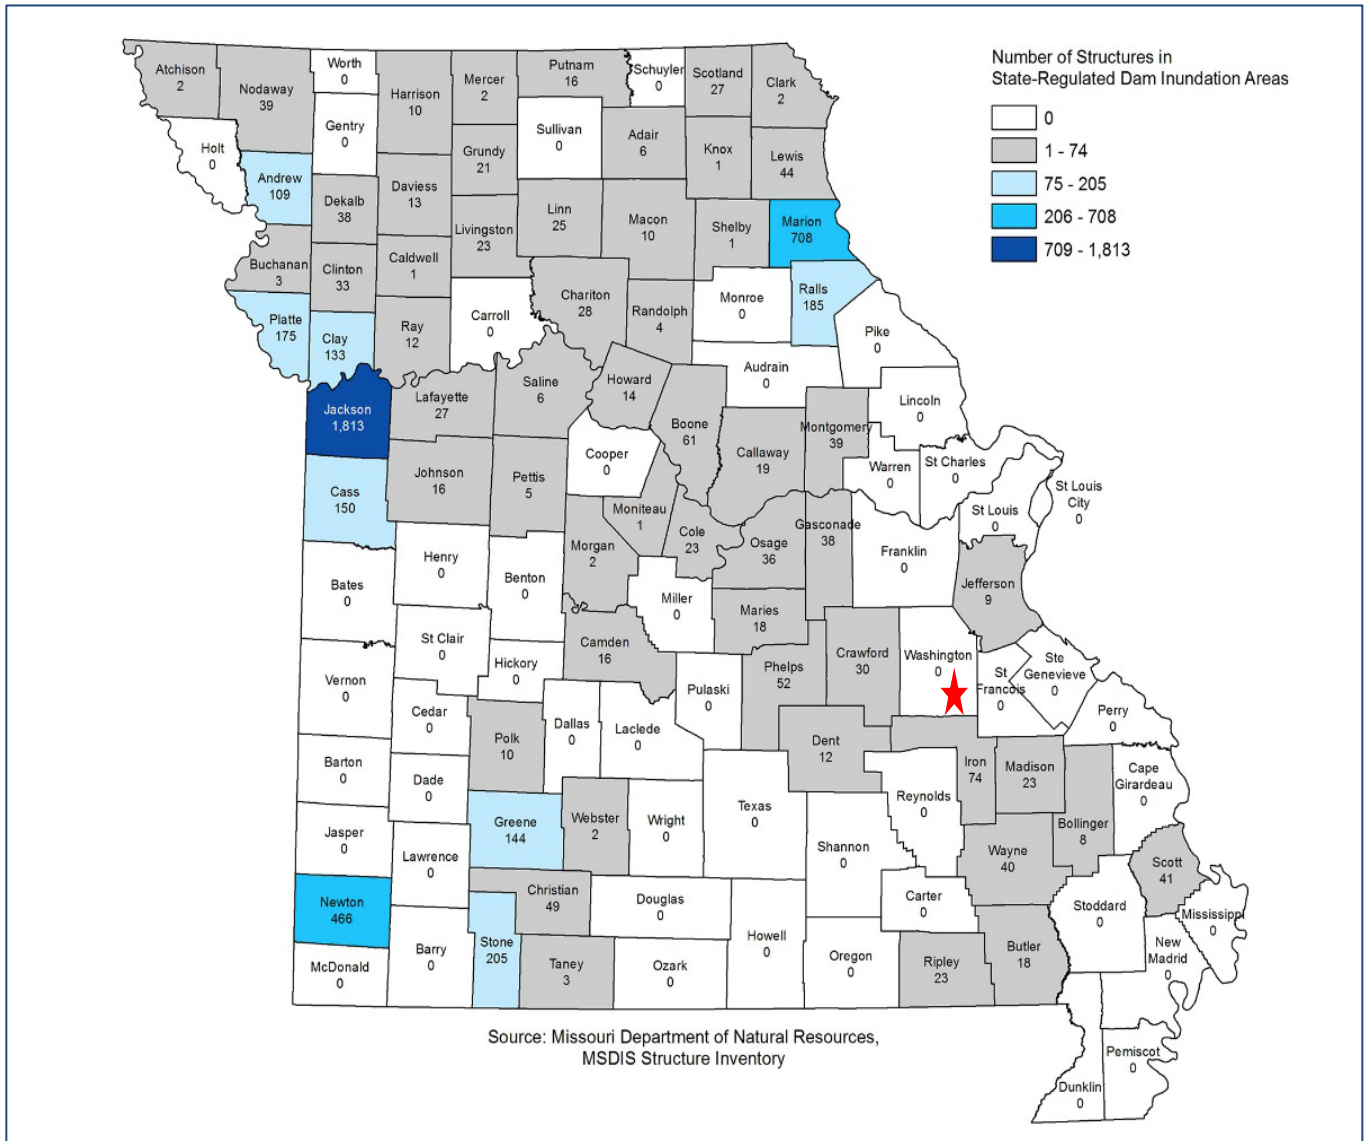 Number of Structures in
State-Regulated Dam Inundation Areas
0
1 - 74
75 - 205
206 - 708
709 - 1,813
Atchison
2
Nodaway
39
Worth
0
Harrison
10
Mercer
2
Putnam
16
Schuyler
0
Scotland
27
Clark
2
Holt
0
Gentry
0
Sullivan
0
Adair
6
Knox
1
Lewis
44
Grundy
21
Andrew
109
Dekalb
38
Daviess
13
Livingston
23
Linn
25
Macon
10
Shelby
1
Marion
708
Buchanan
3
Clinton
33
Caldwell
1
Carroll
0
Chariton
28
Randolph
4
Monroe
0
Ralls
185
Platte
175
Clay
133
Ray
12
Pike
0
Audrain
0
Jackson
1,813
Lafayette
27
Saline
6
Howard
14
Boone
61
Callaway
19
Montgomery
39
Lincoln
0
Cooper
0
Warren
0
St Charles
0
St Louis
City
0
St Louis
0
Cass
150
Johnson
16
Pettis
5
Moniteau
1
Cole
23
Osage
36
Gasconade
38
Franklin
0
Morgan
2
Jefferson
9
Bates
0
Henry
0
Benton
0
Miller
0
Maries
18
St Clair
0
Hickory
0
Camden
16
Phelps
52
Crawford
30
Washington
0
St
Francois
0
Ste
Genevieve
0
Perry
0
Vernon
0
Cedar
0
Polk
10
Dallas
0
Laclede
0
Pulaski
0
Dent
12
Iron
74
Madison
23
Cape
Girardeau
0
Barton
0
Dade
0
Reynolds
0
Bollinger
8
Texas
0
Jasper
0
Greene
144
Webster
2
Wright
0
Shannon
0
Wayne
40
Scott
41
Lawrence
0
Newton
466
Christian
49
Douglas
0
Carter
0
Stoddard
0
Mississippi
0
Barry
0
Stone
205
Howell
0
Oregon
0
Ripley
23
Butler
18
New
Madrid
0
McDonald
0
Taney
3
Ozark
0
Pemiscot
0
Dunklin
0
Source: Missouri Department of Natural Resources,
MSDIS Structure Inventory